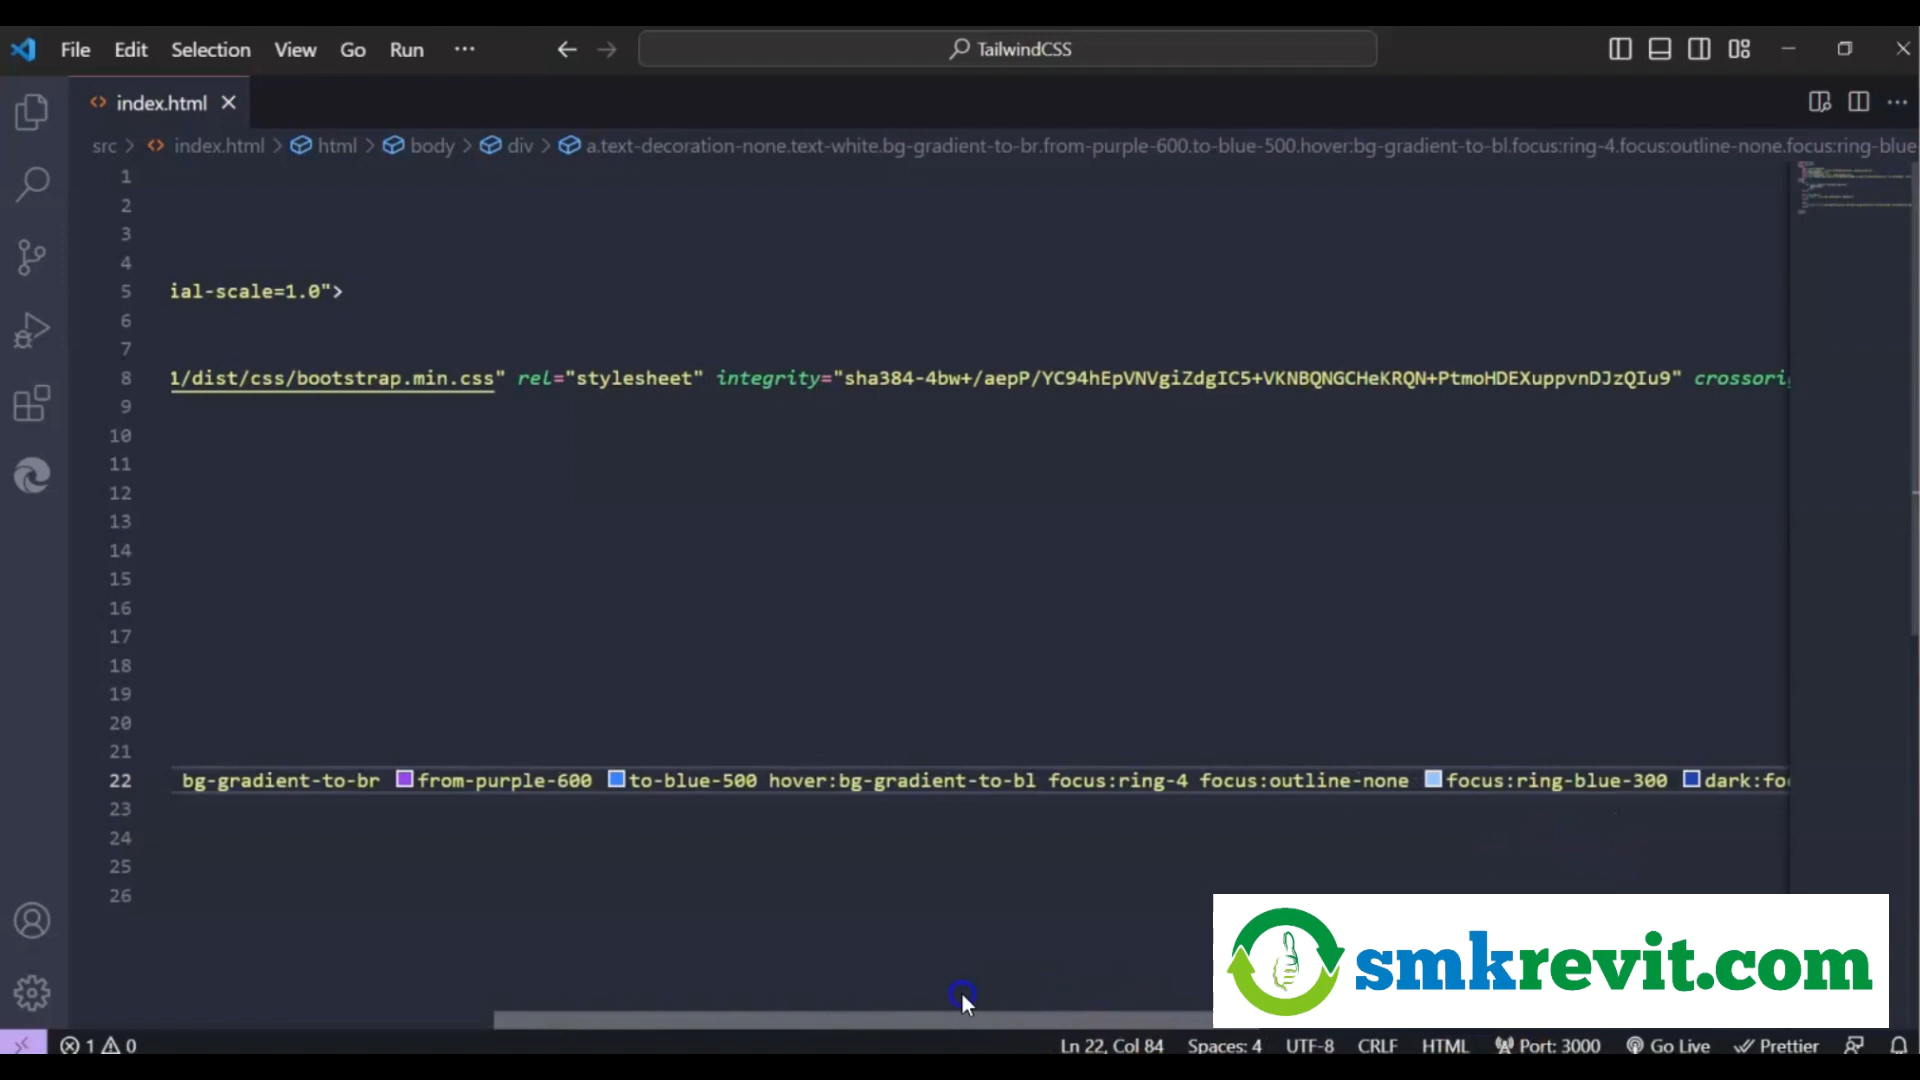 File Edit Selection View Go Run ··· TailwindCSS
index.html
src > index.html > html > body > div > a.text-decoration-none.text-white.bg-gradient-to-br.from-purple-600.to-blue-500.hover:bg-gradient-to-bl.focus:ring-4.focus:outline-none.focus:ring-blue
1
2
3
4
5 ial-scale=1.0">
6
7
8 1/dist/css/bootstrap.min.css" rel="stylesheet" integrity="sha384-4bw+/aepP/YC94hEpVNVgiZdgIC5+VKNBQNGCHeKRQN+PtmoHDEXuppvnDJzQIu9" crossori
9
10
11
12
13
14
15
16
17
18
19
20
21
22 bg-gradient-to-br from-purple-600 to-blue-500 hover:bg-gradient-to-bl focus:ring-4 focus:outline-none focus:ring-blue-300 dark:fo
23
24
25
26
smkrevit.com
1 0 Ln 22, Col 84 Spaces: 4 UTF-8 CRLF HTML Port: 3000 Go Live Prettier